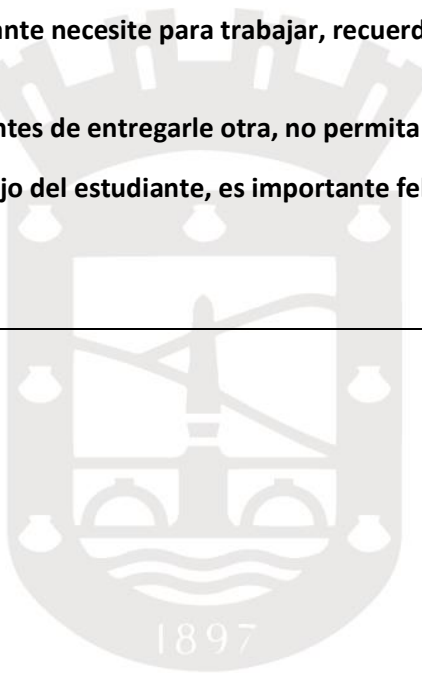 ante necesite para trabajar, recuerd
ntes de entregarle otra, no permita
jo del estudiante, es importante fel
1897